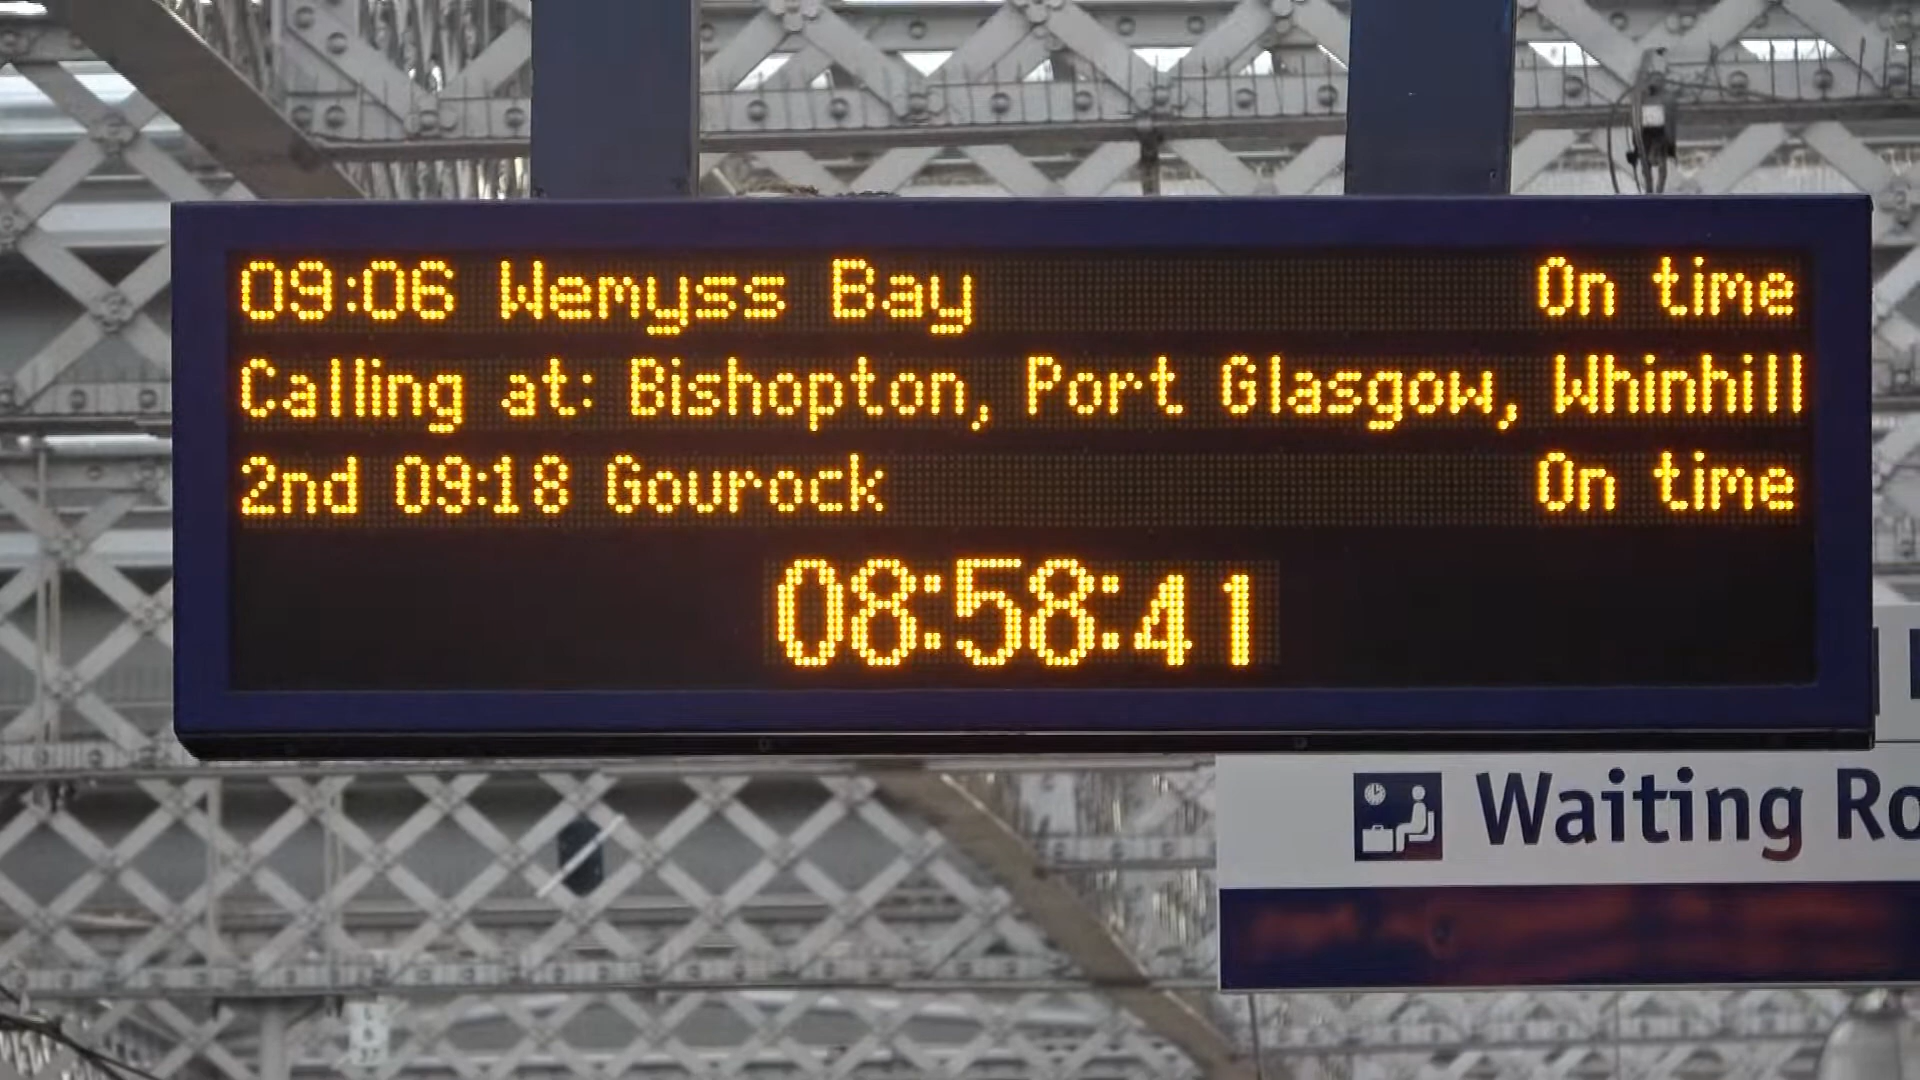 09:06 Wemyss Bay On time
Calling at: Bishopton, Port Glasgow, Whinhill
2nd 09:18 Gourock On time
08:58:41
Waiting